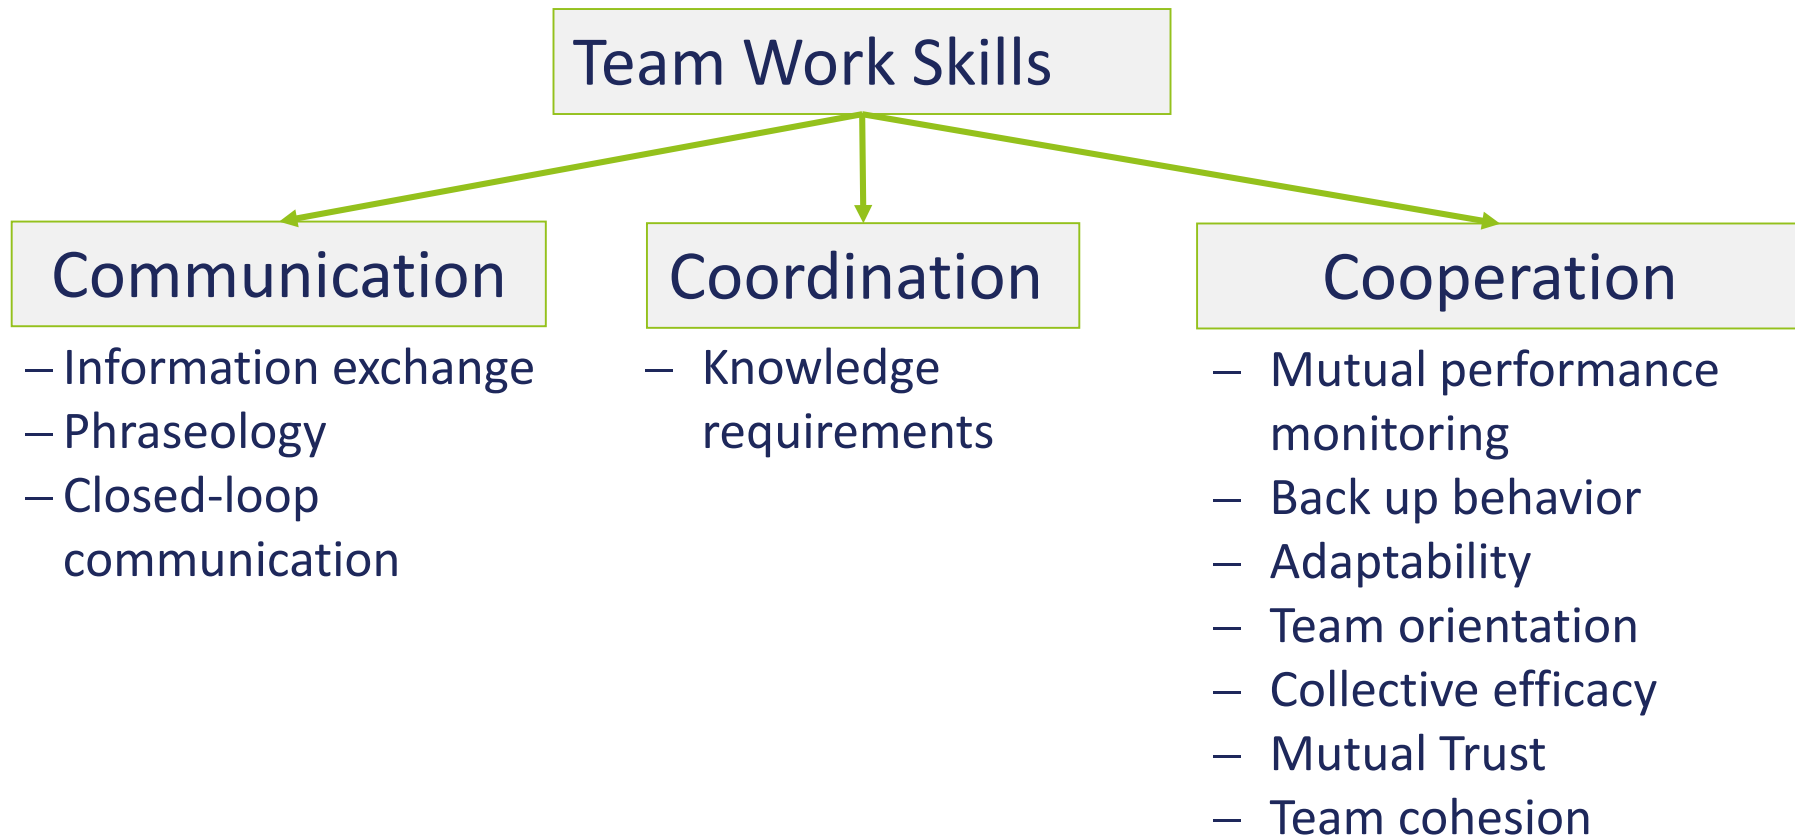 Team Work Skills
Communication
– Information exchange
– Phraseology
– Closed-loop
communication
Coordination
– Knowledge
requirements
Cooperation
– Mutual performance
monitoring
– Back up behavior
– Adaptability
– Team orientation
– Collective efficacy
– Mutual Trust
– Team cohesion